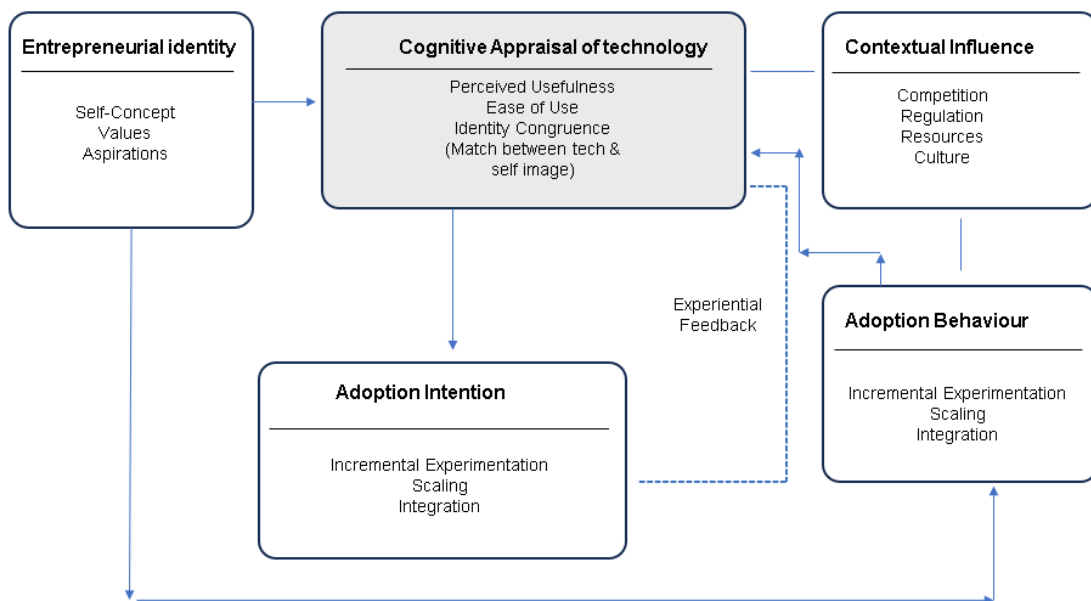 Entrepreneurial identity
Self-Concept
Values
Aspirations
Cognitive Appraisal of technology
Perceived Usefulness
Ease of Use
Identity Congruence
(Match between tech &
self image)
Contextual Influence
Competition
Regulation
Resources
Culture
Experiential
Feedback
Adoption Behaviour
Incremental Experimentation
Scaling
Integration
Adoption Intention
Incremental Experimentation
Scaling
Integration